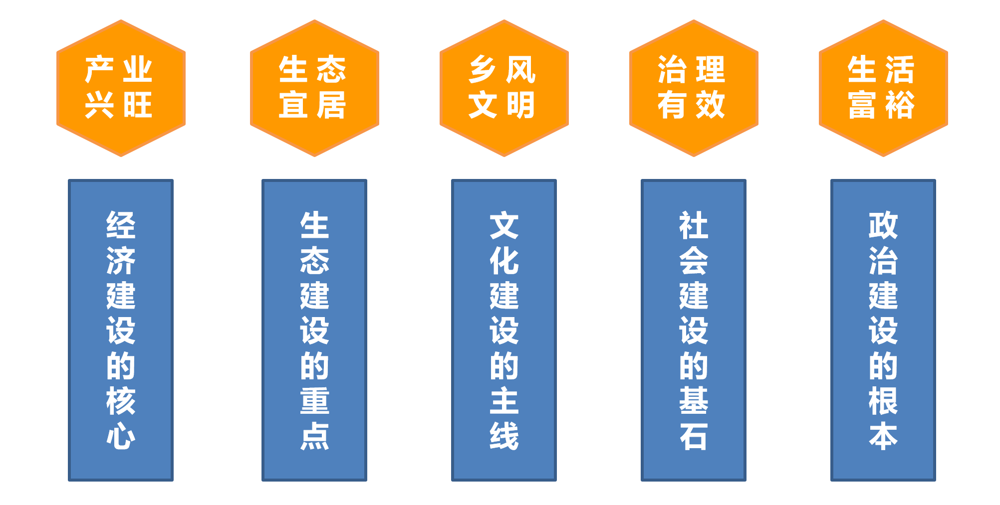 产业
兴旺
生态
宜居
乡风
文明
治理
有效
生活
富裕
经济建设的核心
生态建设的重点
文化建设的主线
社会建设的基石
政治建设的根本